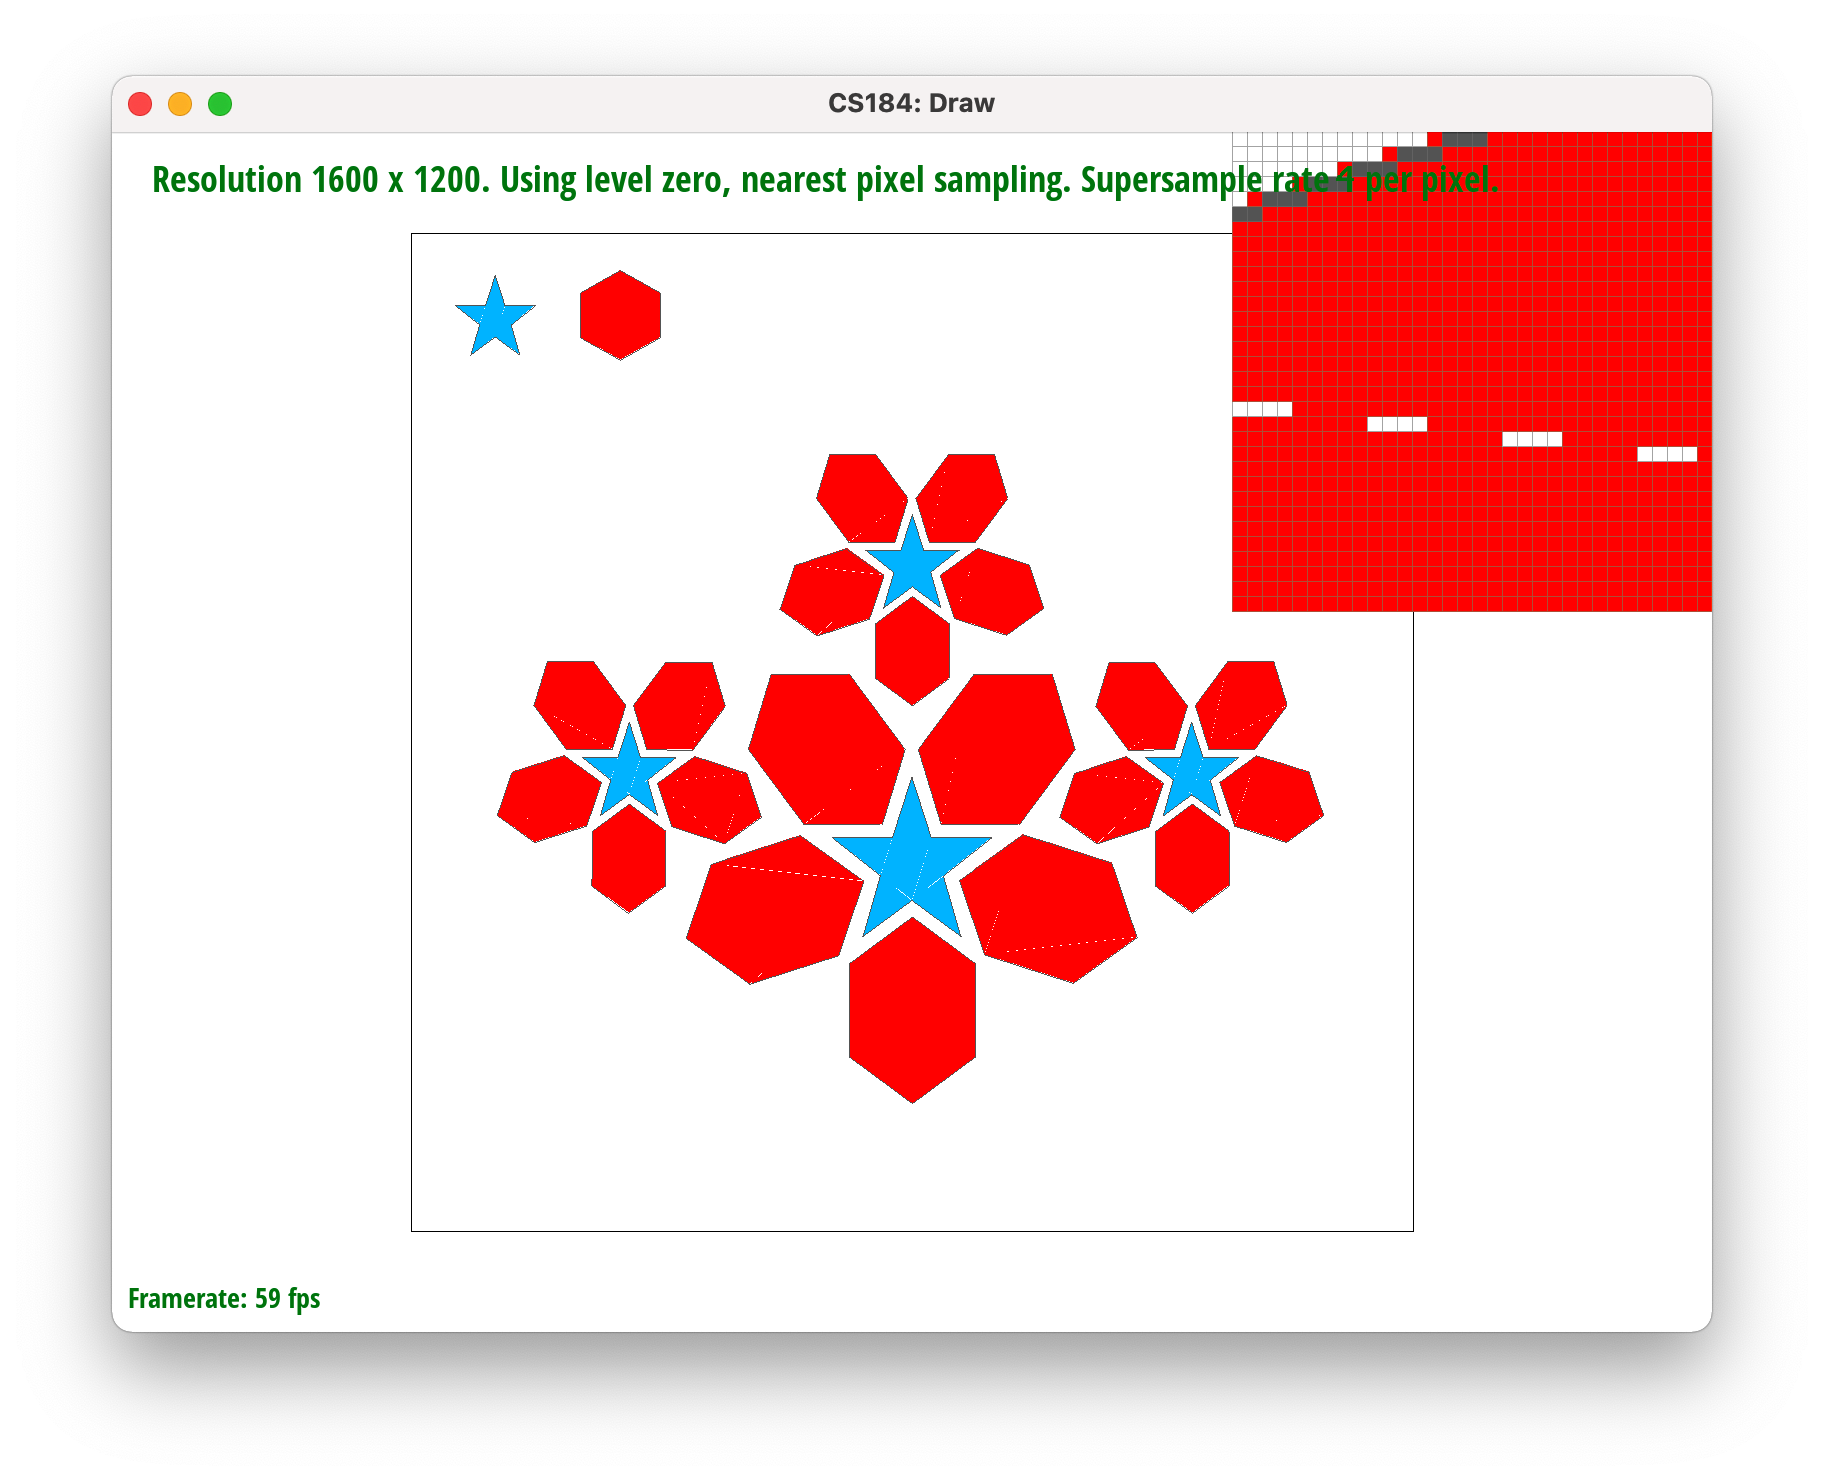 CS184: Draw
Resolution 1600 x 1200. Using level zero, nearest pixel sampling. Supersample rate 4 per pixel.
Framerate: 59 fps